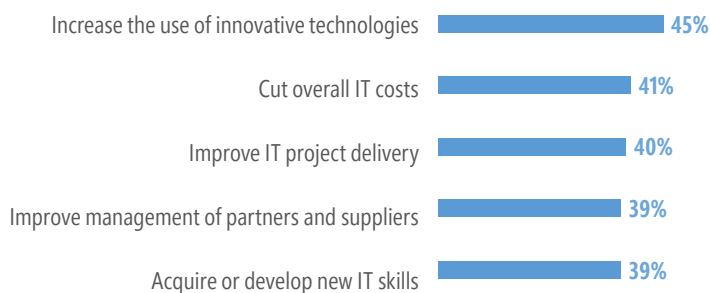 Increase the use of innovative technologies 45%
Cut overall IT costs 41%
Improve IT project delivery 40%
Improve management of partners and suppliers 39%
Acquire or develop new IT skills 39%